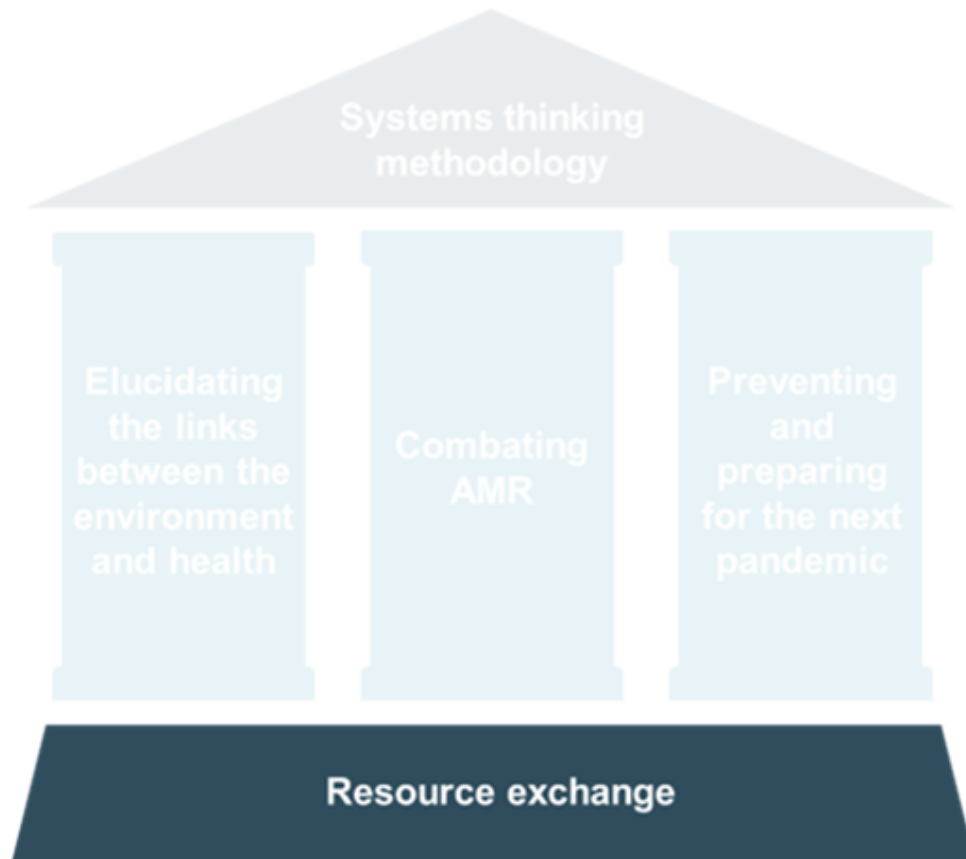 Systems thinking
methodology
Elucidating
the links
between the
environment
and health
Combating
AMR
Preventing
and
preparing
for the next
pandemic
Resource exchange